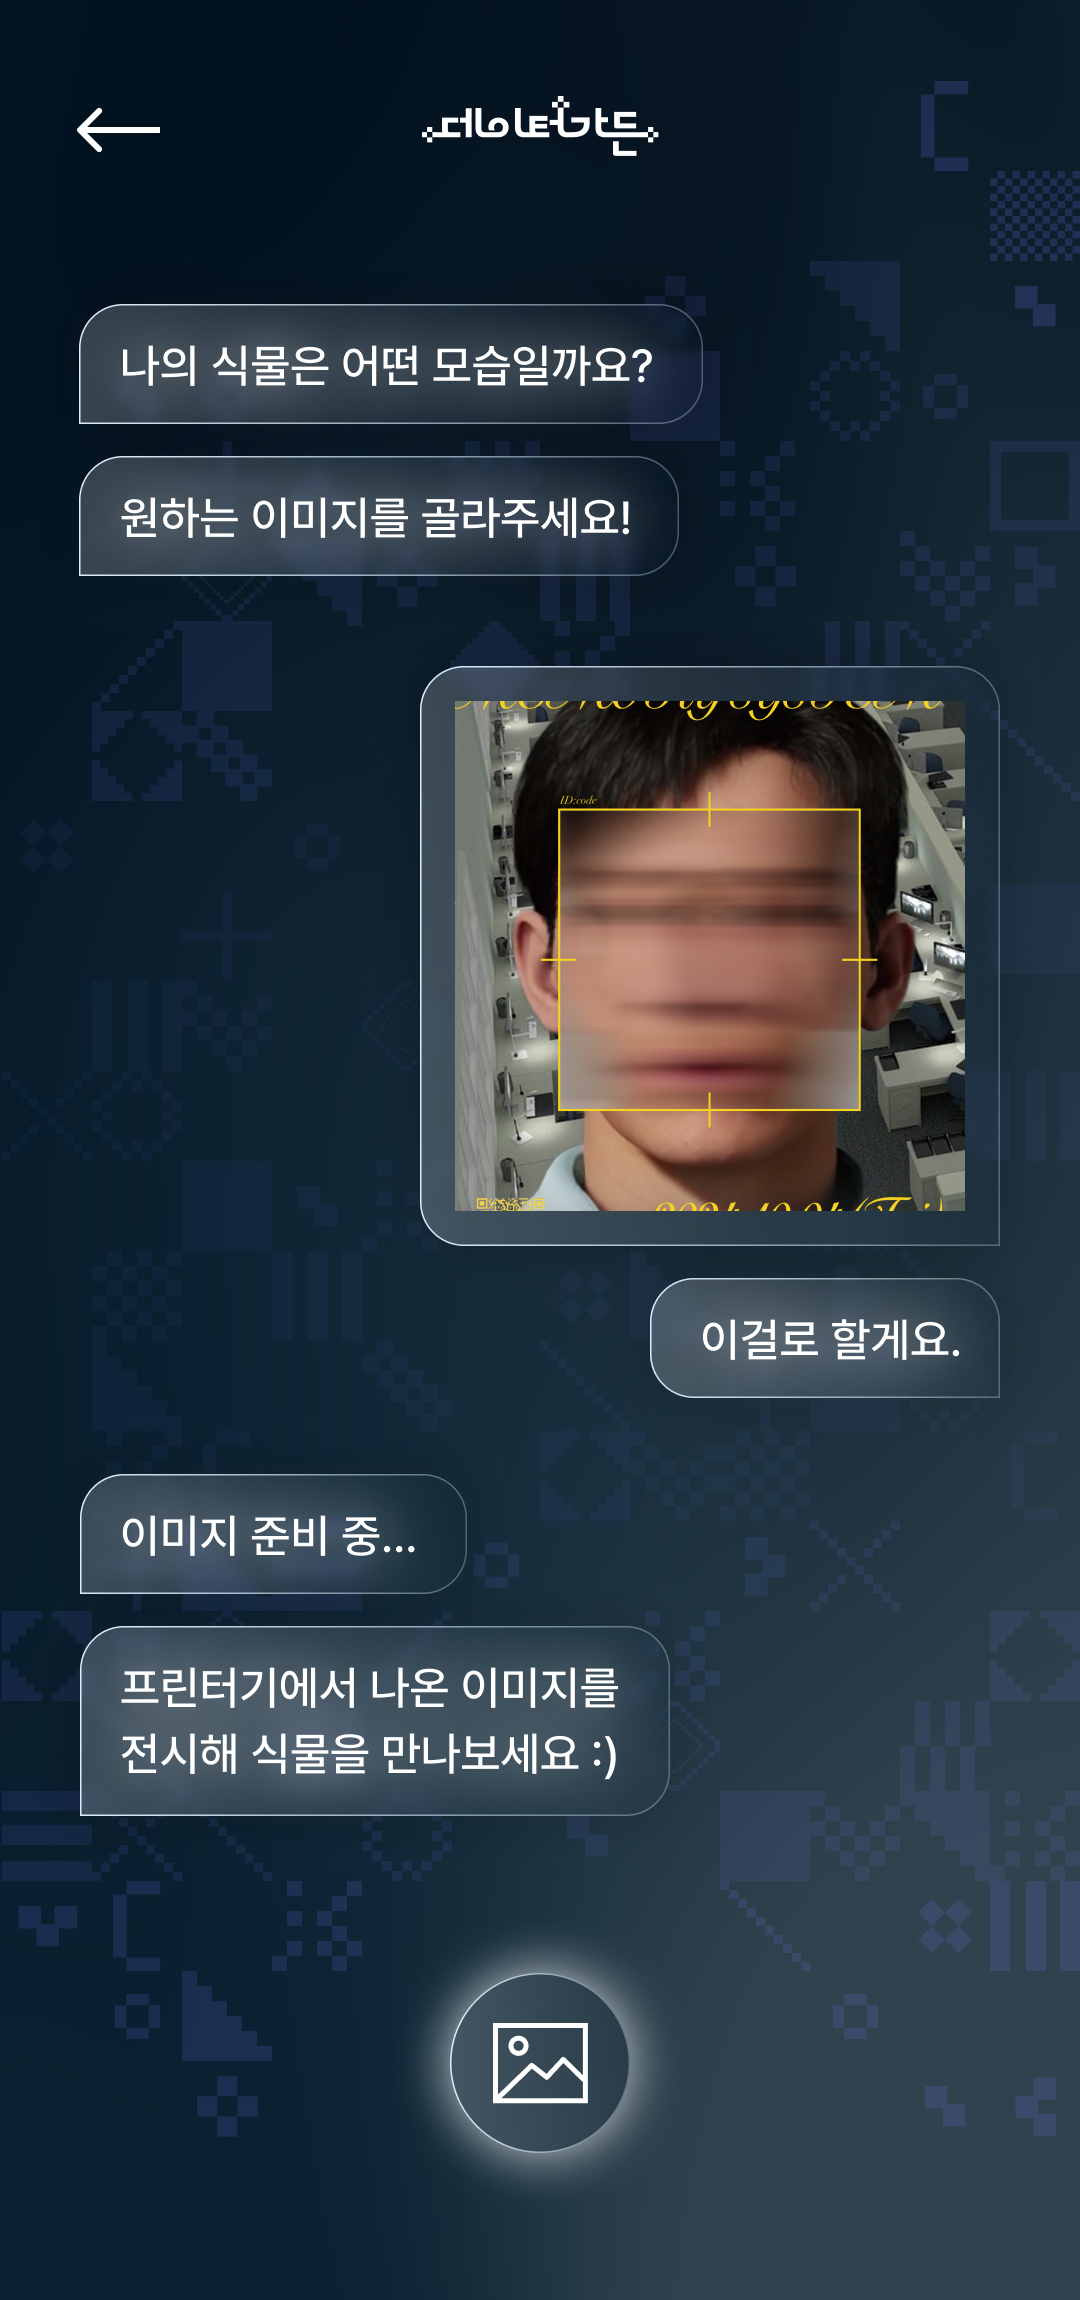 데이터가든
나의 식물은 어떤 모습일까요?
원하는 이미지를 골라주세요!
ID:code
이걸로 할게요.
이미지 준비 중...
프린터기에서 나온 이미지를
전시해 식물을 만나보세요 :)